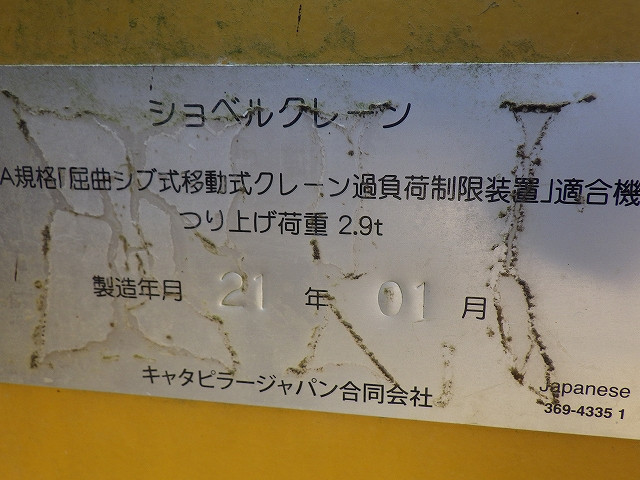 ショベルクレーン
A規格「屈曲ジブ式移動式クレーン過負荷制限装置」適合機
つり上げ荷重 2.9t
製造年月 21 年 01 月
キャタピラージャパン合同会社
Japanese
369-4335 1